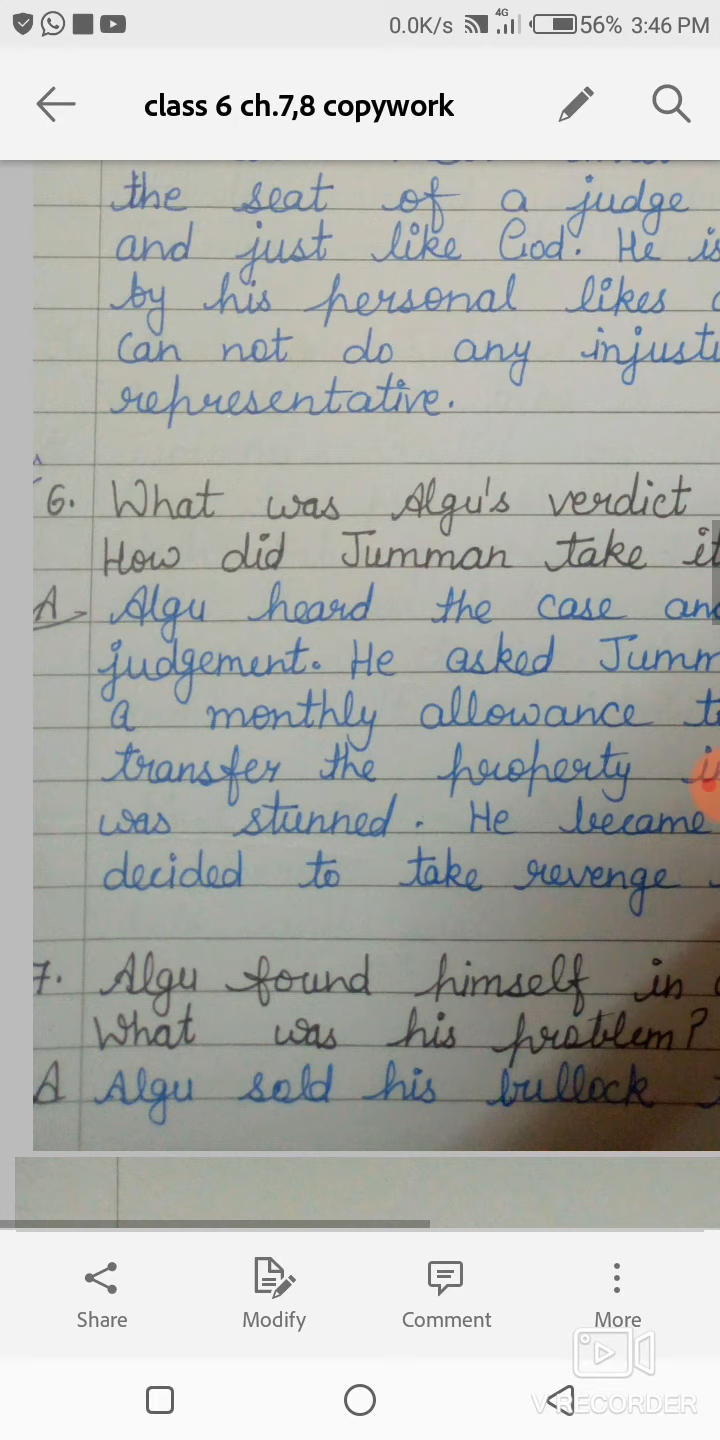 0.0K/s 4G 56% 3:46 PM
class 6 ch.7,8 copywork
the seat of a judge
and just like God. He is
by his personal likes
can not do any injusti
representative.
6. What was Algu's verdict
How did Jumman take it
A Algu heard the case and
judgement. He asked Jumm
a monthly allowance to
transfer the property in
was stunned. He became
decided to take revenge
7. Algu found himself in a
What was his problem?
A Algu sold his bullock
Share Modify Comment More
V RECORDER